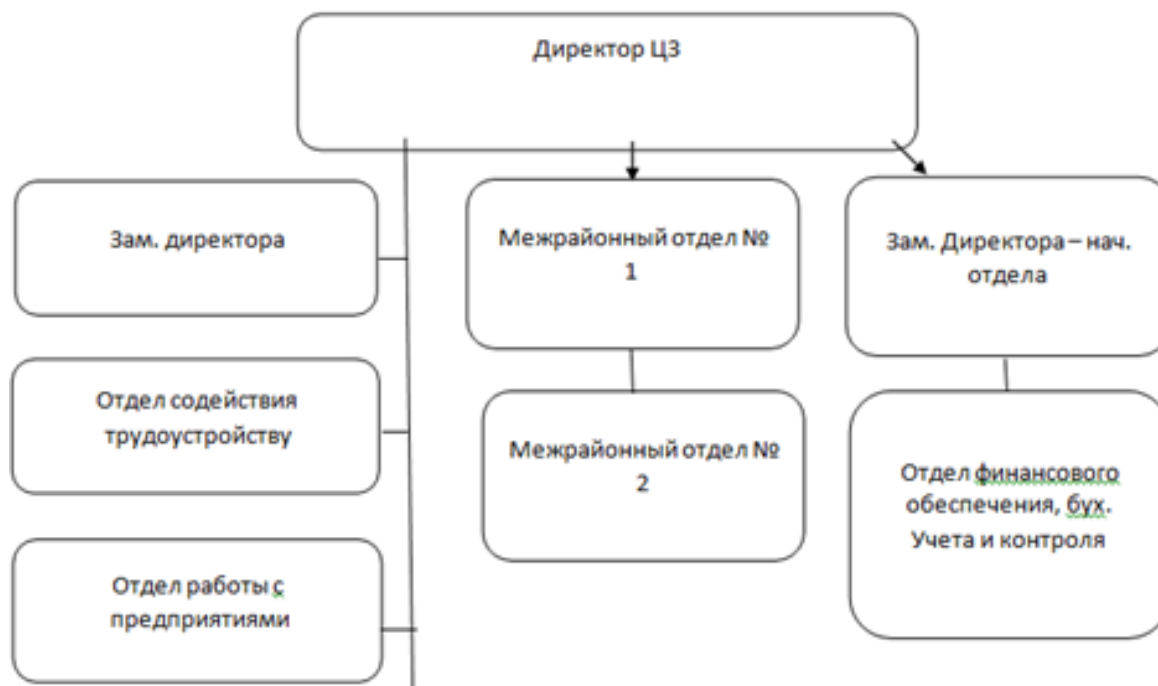 Директор ЦЗ
Зам. директора
Межрайонный отдел №
1
Зам. Директора – нач.
отдела
Отдел содействия
трудоустройству
Межрайонный отдел №
2
Отдел финансового
обеспечения, бух.
Учета и контроля
Отдел работы с
предприятиями